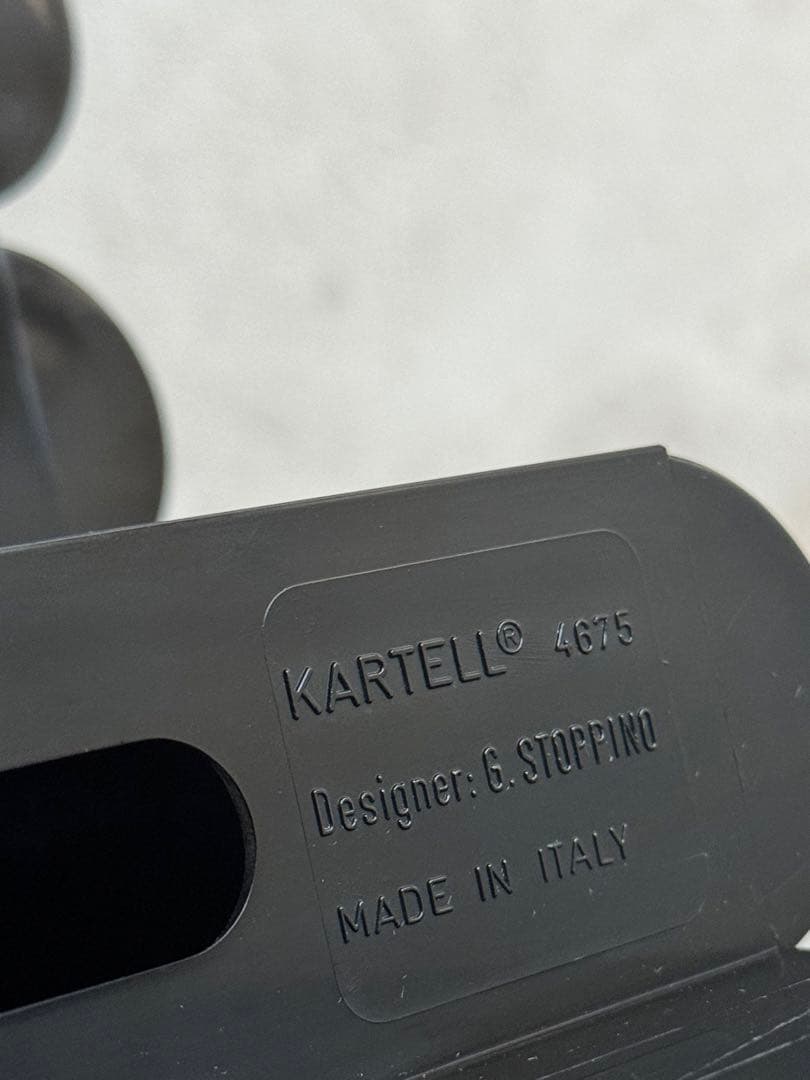 KARTELL® 4675
Designer: G. STOPPINO
MADE IN ITALY